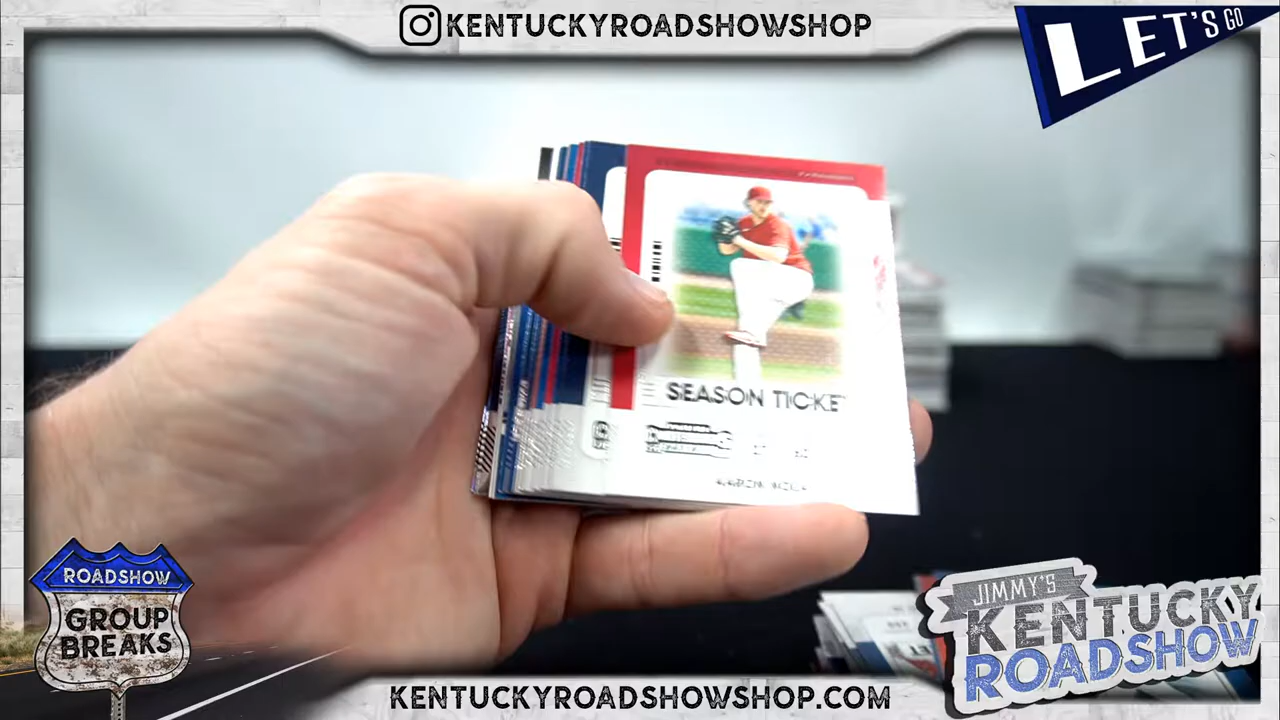 KENTUCKYROADSHOWSHOP
LET'S GO
SEASON TICKE
ROADSHOW
GROUP
BREAKS
JIMMY'S
KENTUCKY
ROADSHOW
KENTUCKYROADSHOWSHOP.COM